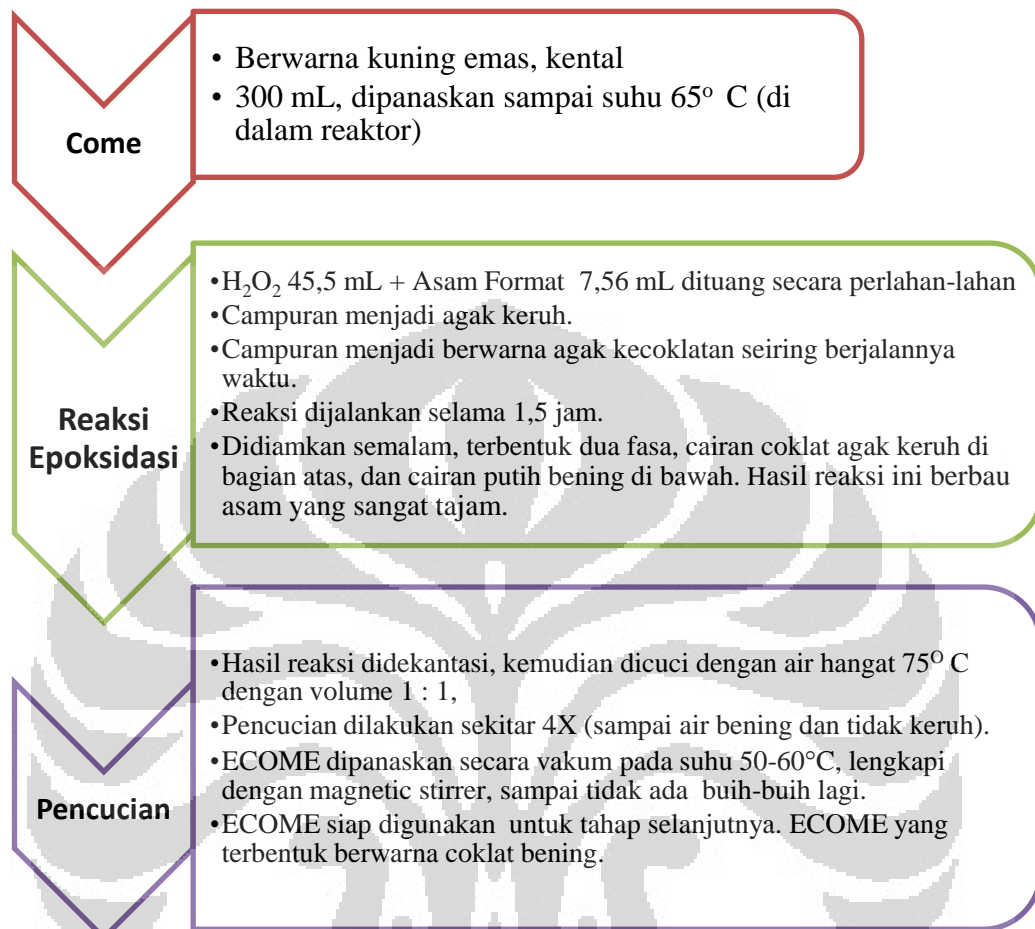 Come
• Berwarna kuning emas, kental
• 300 mL, dipanaskan sampai suhu 65° C (di
dalam reaktor)
Reaksi
Epoksidasi
•H₂O₂ 45,5 mL + Asam Format 7,56 mL dituang secara perlahan-lahan
•Campuran menjadi agak keruh.
•Campuran menjadi berwarna agak kecoklatan seiring berjalannya
waktu.
•Reaksi dijalankan selama 1,5 jam.
•Didiamkan semalam, terbentuk dua fasa, cairan coklat agak keruh di
bagian atas, dan cairan putih bening di bawah. Hasil reaksi ini berbau
asam yang sangat tajam.
Pencucian
•Hasil reaksi didekantasi, kemudian dicuci dengan air hangat 75ᴼ C
dengan volume 1 : 1,
•Pencucian dilakukan sekitar 4X (sampai air bening dan tidak keruh).
•ECOME dipanaskan secara vakum pada suhu 50-60°C, lengkapi
dengan magnetic stirrer, sampai tidak ada buih-buih lagi.
•ECOME siap digunakan untuk tahap selanjutnya. ECOME yang
terbentuk berwarna coklat bening.